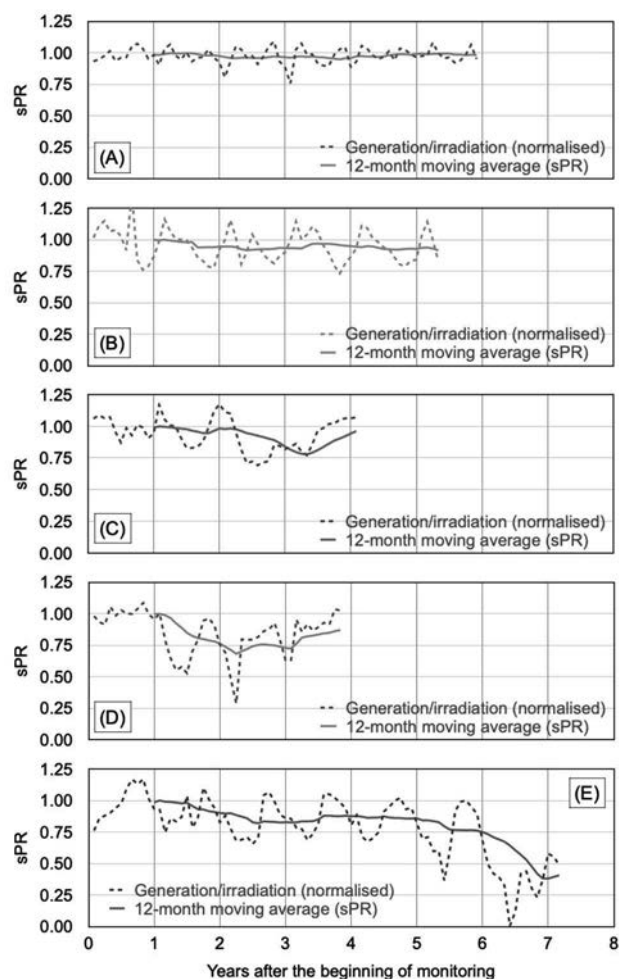 1.25
1.00
0.75
0.50
0.25
0.00
sPR
(A)
Generation/irradiation (normalised)
12-month moving average (sPR)
1.25
1.00
0.75
0.50
0.25
0.00
sPR
(B)
Generation/irradiation (normalised)
12-month moving average (sPR)
1.25
1.00
0.75
0.50
0.25
0.00
sPR
(C)
Generation/irradiation (normalised)
12-month moving average (sPR)
1.25
1.00
0.75
0.50
0.25
0.00
sPR
(D)
Generation/irradiation (normalised)
12-month moving average (sPR)
1.25
1.00
0.75
0.50
0.25
0.00
sPR
(E)
Generation/irradiation (normalised)
12-month moving average (sPR)
0 1 2 3 4 5 6 7 8
Years after the beginning of monitoring